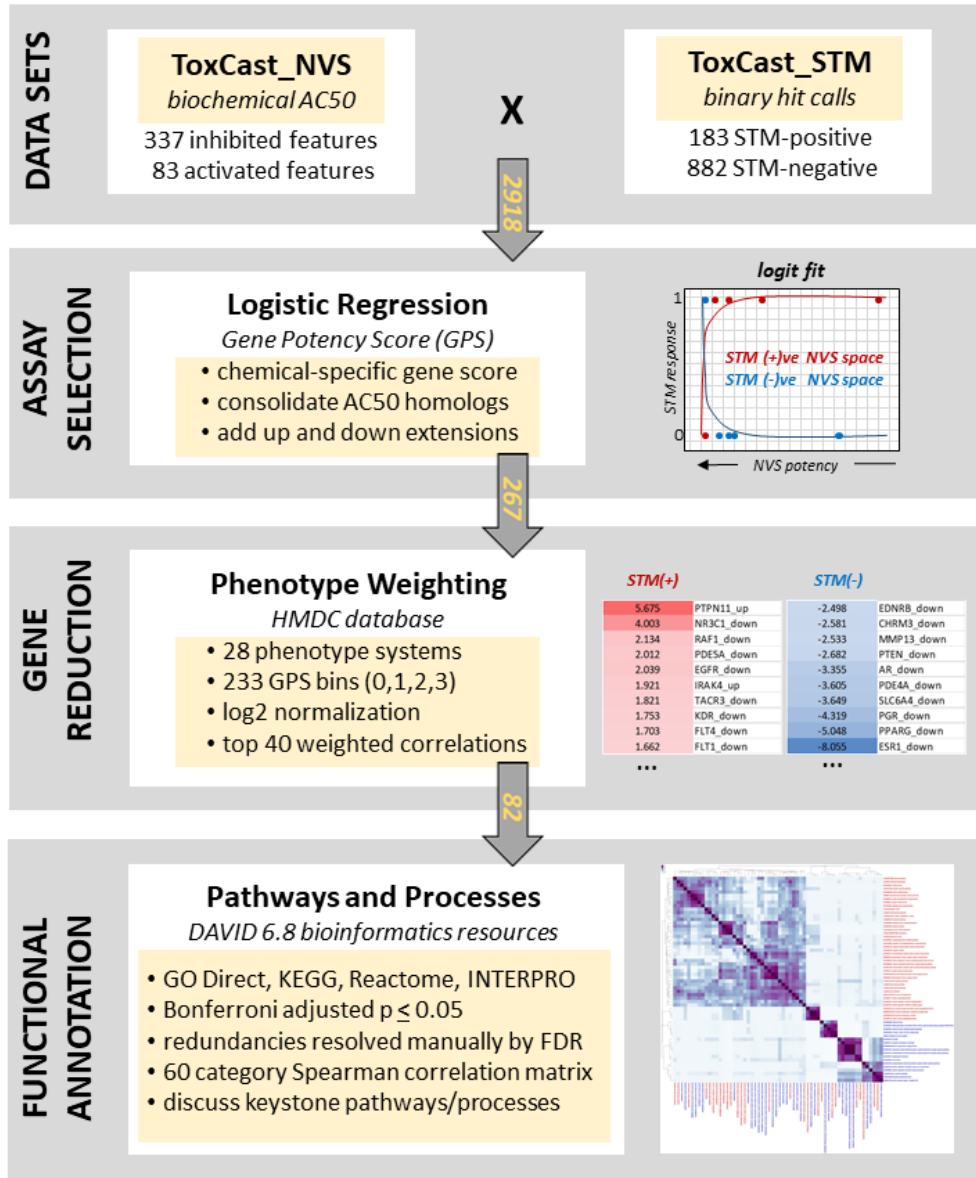 DATA SETS
ToxCast_NVS
biochemical AC50
337 inhibited features
83 activated features
X
ToxCast_STM
binary hit calls
183 STM-positive
882 STM-negative
2918
ASSAY
SELECTION
Logistic Regression
Gene Potency Score (GPS)
• chemical-specific gene score
• consolidate AC50 homologs
• add up and down extensions
logit fit
1
STM response
STM (+)ve NVS space
STM (-)ve NVS space
0
NVS potency
267
GENE
REDUCTION
Phenotype Weighting
HMDC database
• 28 phenotype systems
• 233 GPS bins (0,1,2,3)
• log2 normalization
• top 40 weighted correlations
STM(+)
STM(-)
5.675 PTPN11_up -2.498 EDNRB_down
4.003 NR3C1_down -2.581 CHRM3_down
2.134 RAF1_down -2.533 MMP13_down
2.012 PDE5A_down -2.682 PTEN_down
2.039 EGFR_down -3.355 AR_down
1.921 IRAK4_up -3.605 PDE4A_down
1.821 TACR3_down -3.649 SLC6A4_down
1.753 KDR_down -4.319 PGR_down
1.703 FLT4_down -5.048 PPARG_down
1.662 FLT1_down -8.055 ESR1_down
... ...
82
FUNCTIONAL
ANNOTATION
Pathways and Processes
DAVID 6.8 bioinformatics resources
• GO Direct, KEGG, Reactome, INTERPRO
• Bonferroni adjusted p ≤ 0.05
• redundancies resolved manually by FDR
• 60 category Spearman correlation matrix
• discuss keystone pathways/processes